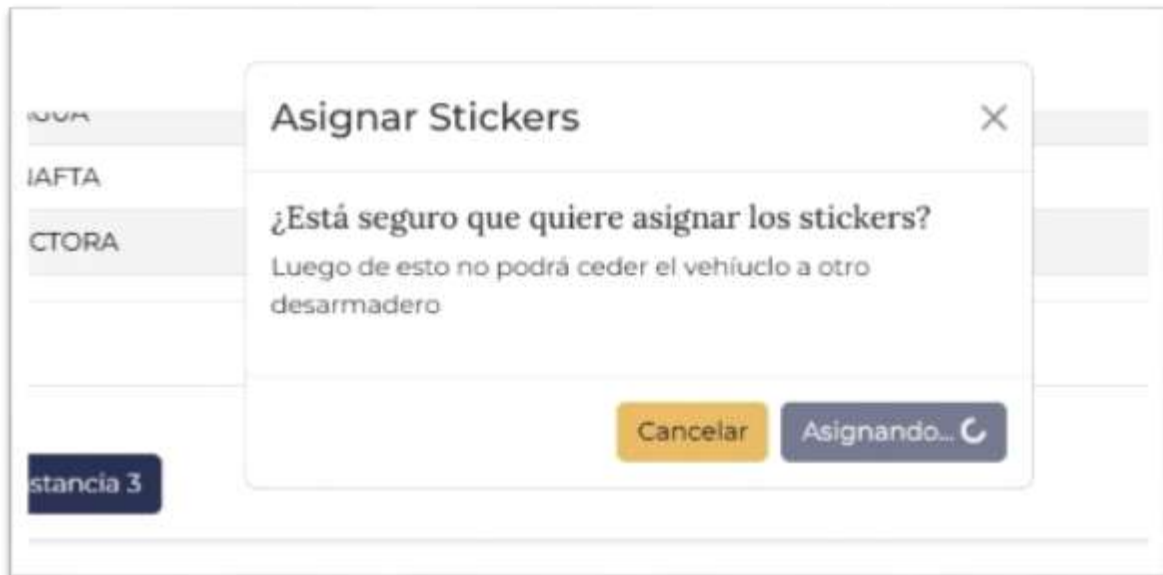 Asignar Stickers
JAFTA
CTORA
¿Está seguro que quiere asignar los stickers?
Luego de esto no podrá ceder el vehíuclo a otro
desarmadero
Cancelar
Asignando...
stancia 3